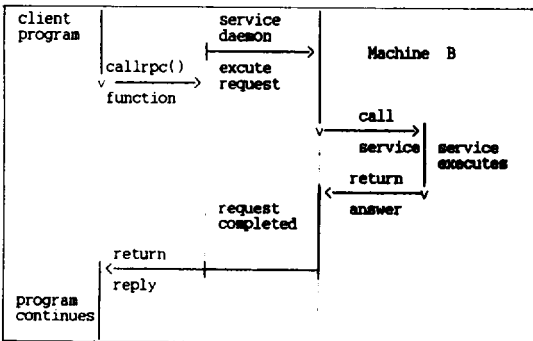 client
program
service
daemon
Machine B
callrpc()
function
excute
request
call
service
service
executes
return
answer
request
completed
return
reply
program
continues